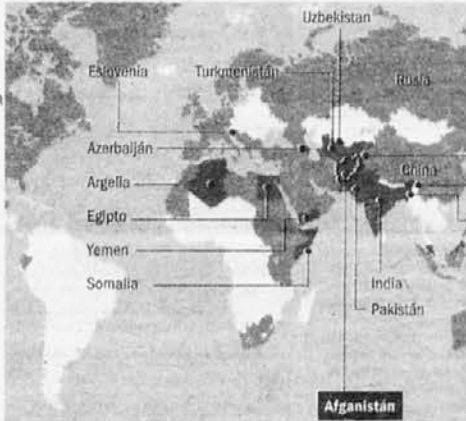 Uzbekistan
Eslovenia
Turkmenistán
Rusia
Azerbaiján
China
Argelia
Egipto
Yemen
Somalia
India
Pakistán
Afganistán